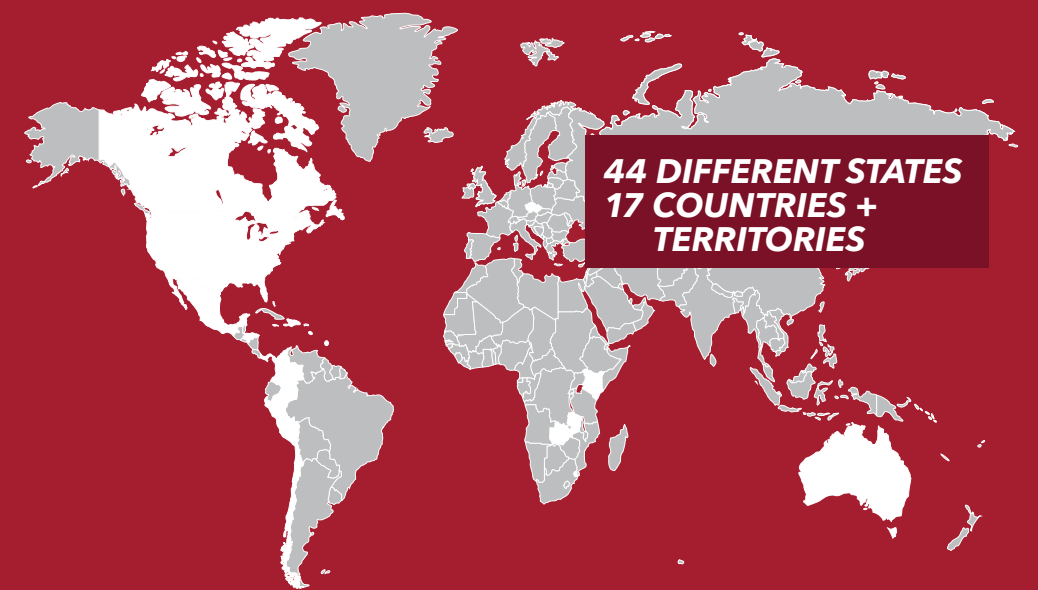 44 DIFFERENT STATES
17 COUNTRIES +
TERRITORIES